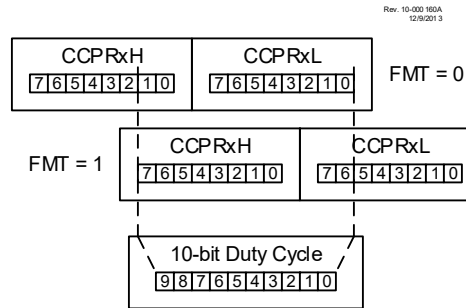 Rev. 10-000 160A
12/9/201 3
CCPRxH CCPRxL
7 6 5 4 3 2 1 0 7 6 5 4 3 2 1 0 FMT = 0
CCPRxH CCPRxL
FMT = 1 7 6 5 4 3 2 1 0 7 6 5 4 3 2 1 0
10-bit Duty Cycle
9 8 7 6 5 4 3 2 1 0